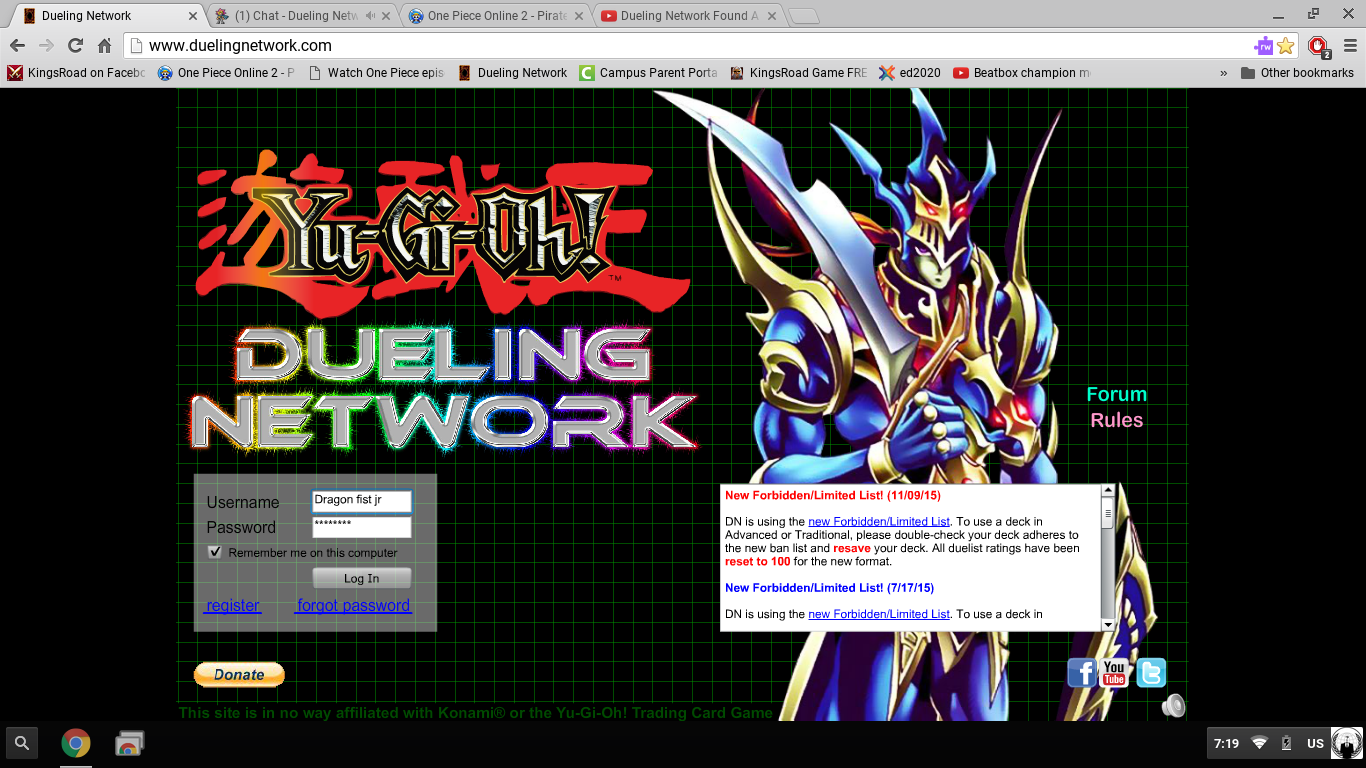 Dueling Network
(1) Chat - Dueling Netw
One Piece Online 2 - Pirate
Dueling Network Found A
www.duelingnetwork.com
rw
2
KingsRoad on Facebo
One Piece Online 2 - P
Watch One Piece epis
Dueling Network
Campus Parent Porta
KingsRoad Game FRE
ed2020
Beatbox champion m
»
Other bookmarks
Yu-Gi-Oh!
TM
DUELING
NETWORK
Forum
Rules
Username
Dragon fist jr
Password
********
Remember me on this computer
Log In
register
forgot password
New Forbidden/Limited List! (11/09/15)
DN is using the new Forbidden/Limited List. To use a deck in
Advanced or Traditional, please double-check your deck adheres to
the new ban list and resave your deck. All duelist ratings have been
reset to 100 for the new format.
New Forbidden/Limited List! (7/17/15)
DN is using the new Forbidden/Limited List. To use a deck in
Donate
f
You
Tube
This site is in no way affiliated with Konami® or the Yu-Gi-Oh! Trading Card Game
7:19
US